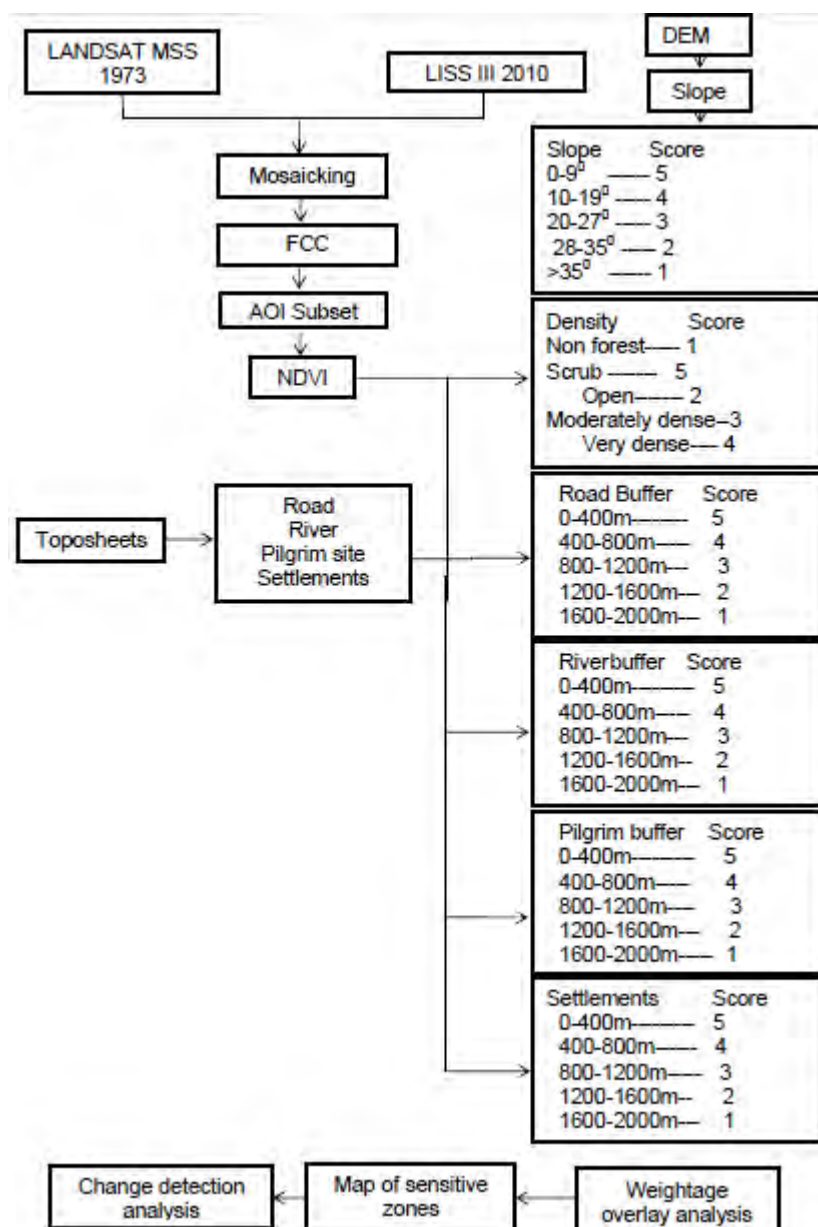 LANDSAT MSS
1973
LISS III 2010
DEM
Slope
Mosaicking
FCC
AOI Subset
NDVI
Slope Score
0-9⁰ ------ 5
10-19⁰ ----- 4
20-27⁰ ----- 3
28-35⁰ ----- 2
>35⁰ ------ 1
Density Score
Non forest----- 1
Scrub ------- 5
Open------- 2
Moderately dense--3
Very dense---- 4
Toposheets
Road
River
Pilgrim site
Settlements
Road Buffer Score
0-400m-------- 5
400-800m------ 4
800-1200m---- 3
1200-1600m-- 2
1600-2000m--- 1
Riverbuffer Score
0-400m--------- 5
400-800m----- 4
800-1200m---- 3
1200-1600m-- 2
1600-2000m--- 1
Pilgrim buffer Score
0-400m--------- 5
400-800m----- 4
800-1200m---- 3
1200-1600m--- 2
1600-2000m----- 1
Settlements Score
0-400m--------- 5
400-800m------ 4
800-1200m----- 3
1200-1600m-- 2
1600-2000m--- 1
Change detection
analysis
Map of sensitive
zones
Weightage
overlay analysis